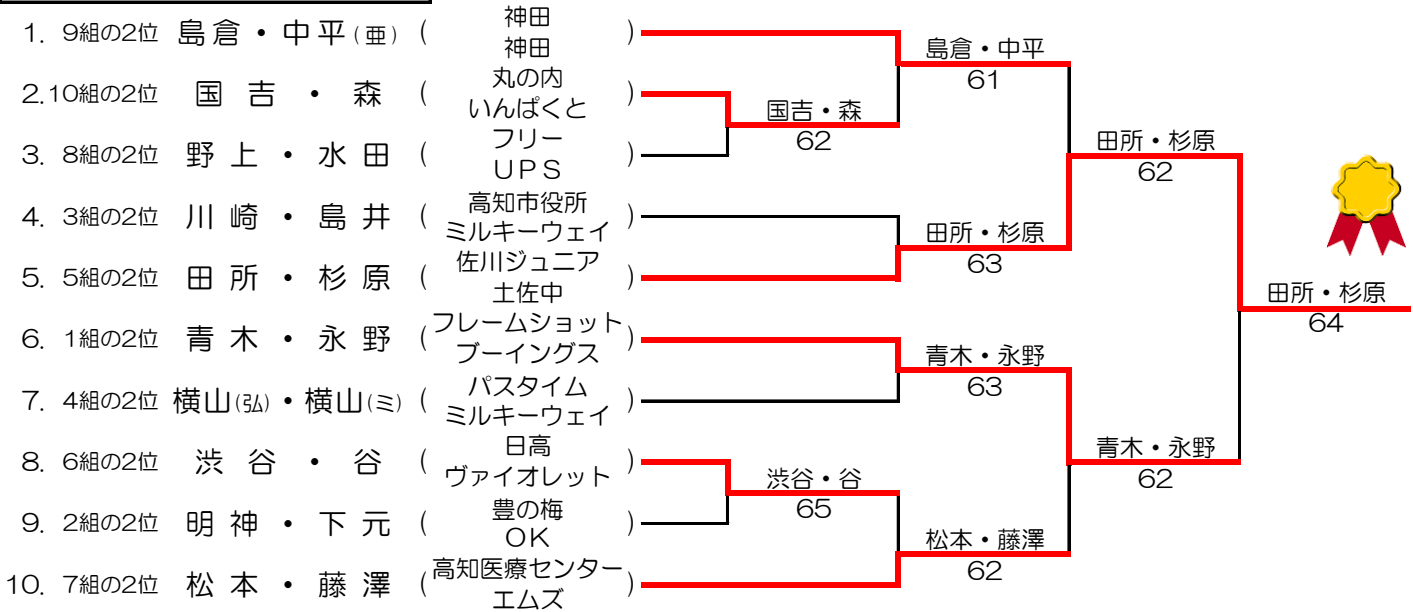 1. 9組の2位 島倉・中平(亜) ( 神田 神田 )
2.10組の2位 国吉・森 ( 丸の内 いんぱくと )
3. 8組の2位 野上・水田 ( フリー UPS )
4. 3組の2位 川崎・島井 ( 高知市役所 ミルキーウェイ )
5. 5組の2位 田所・杉原 ( 佐川ジュニア 土佐中 )
6. 1組の2位 青木・永野 ( フレームショット ブーイングス )
7. 4組の2位 横山(弘)・横山(ミ) ( パスタイム ミルキーウェイ )
8. 6組の2位 渋谷・谷 ( 日高 ヴァイオレット )
9. 2組の2位 明神・下元 ( 豊の梅 OK )
10. 7組の2位 松本・藤澤 ( 高知医療センター エムズ )
国吉・森
62
渋谷・谷
65
島倉・中平
61
田所・杉原
63
青木・永野
63
松本・藤澤
62
田所・杉原
62
青木・永野
62
田所・杉原
64